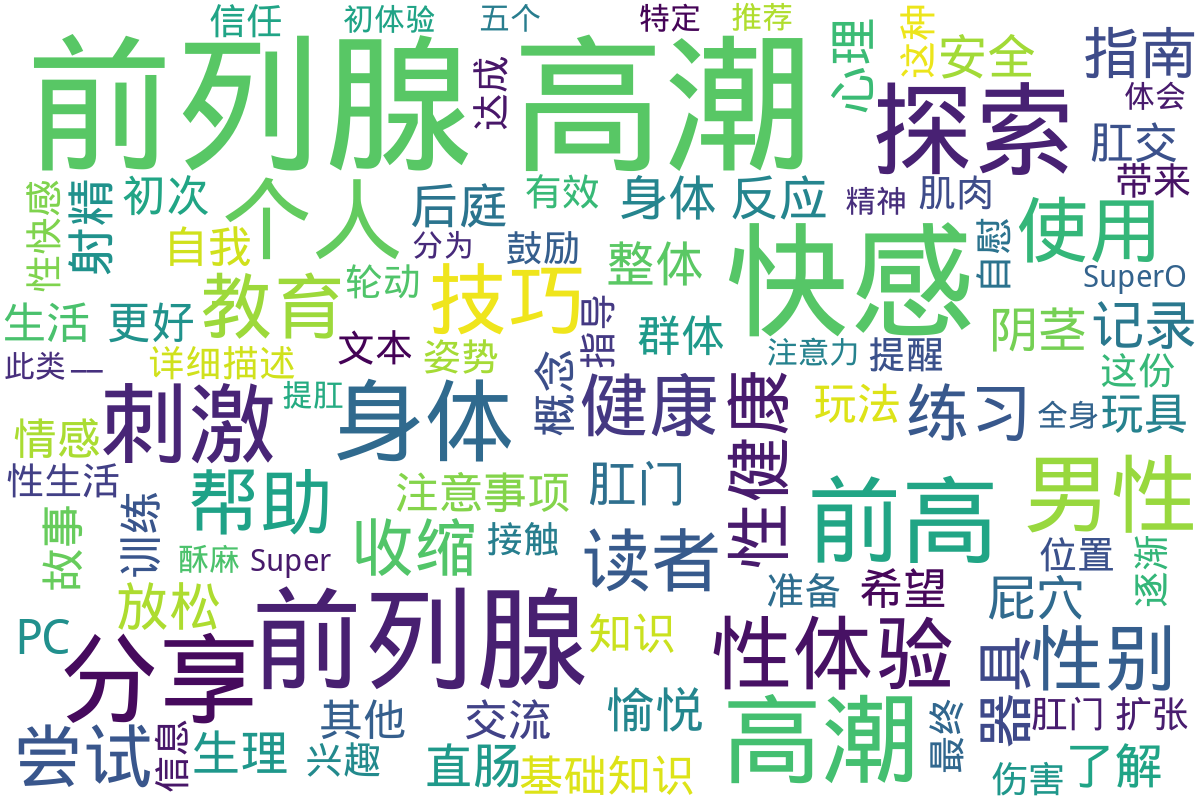 信任 初体验 五个 特定 推荐
前列腺高潮
达成
心理
这种
安全
指南
探索
体会
肛交
带来
性快感
射精
初次
个人
后庭
有效
身体 反应
精神
肌肉
使用
自我
分为
鼓励
整体
快感
自慰
SuperO
教育
轮动
技巧
指导
群体
阴茎
记录
生活
更好
文本
姿势
注意力
提醒
此类 __
详细描述
概念
这份
刺激
提肛
身体
健康
性健康
玩法
练习
全身
玩具
情感
性生活
帮助
注意事项
肛门
前高
男性
故事
训练
酥麻
Super
收缩
接触
读者
位置
逐渐
放松
前列腺
准备
希望
屁穴
PC
分享
知识
性体验
器具
性别
尝试
信息
生理
其他
交流
愉悦
高潮
最终
肛门 扩张
兴趣
直肠
基础知识
伤害
了解